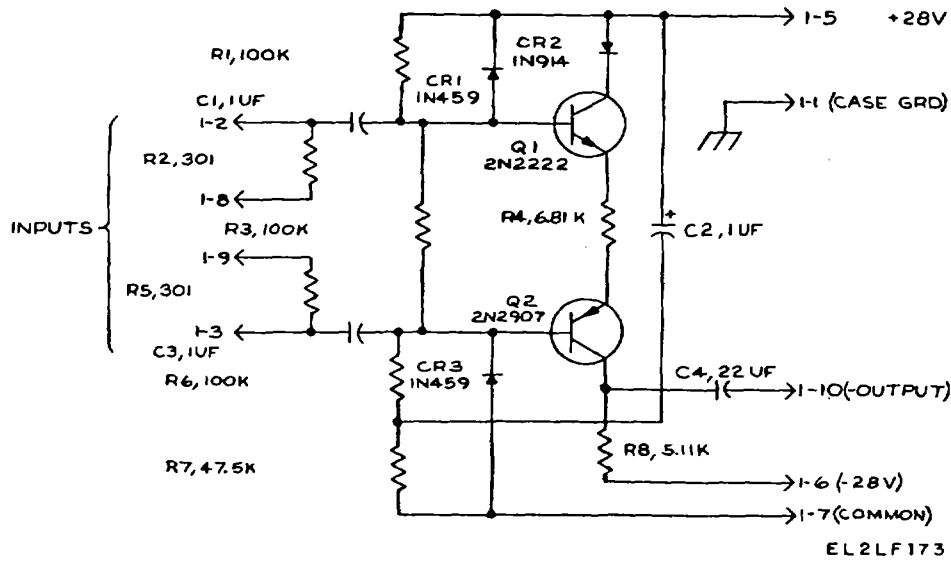 1-5 +28V
R1, 100K
CR2
1N914
CR1
1N459
C1, 1UF
1-1 (CASE GRD)
1-2
Q1
2N2222
R2, 301
1-8
R4, 6.81K
INPUTS
R3, 100K
C2, 1UF
+
1-9
R5, 301
Q2
2N2907
1-3
C3, 1UF
CR3
1N459
C4, 22UF
R6, 100K
1-10(-OUTPUT)
R8, 5.11K
R7, 47.5K
1-6 (-28V)
1-7(COMMON)
EL2LF173